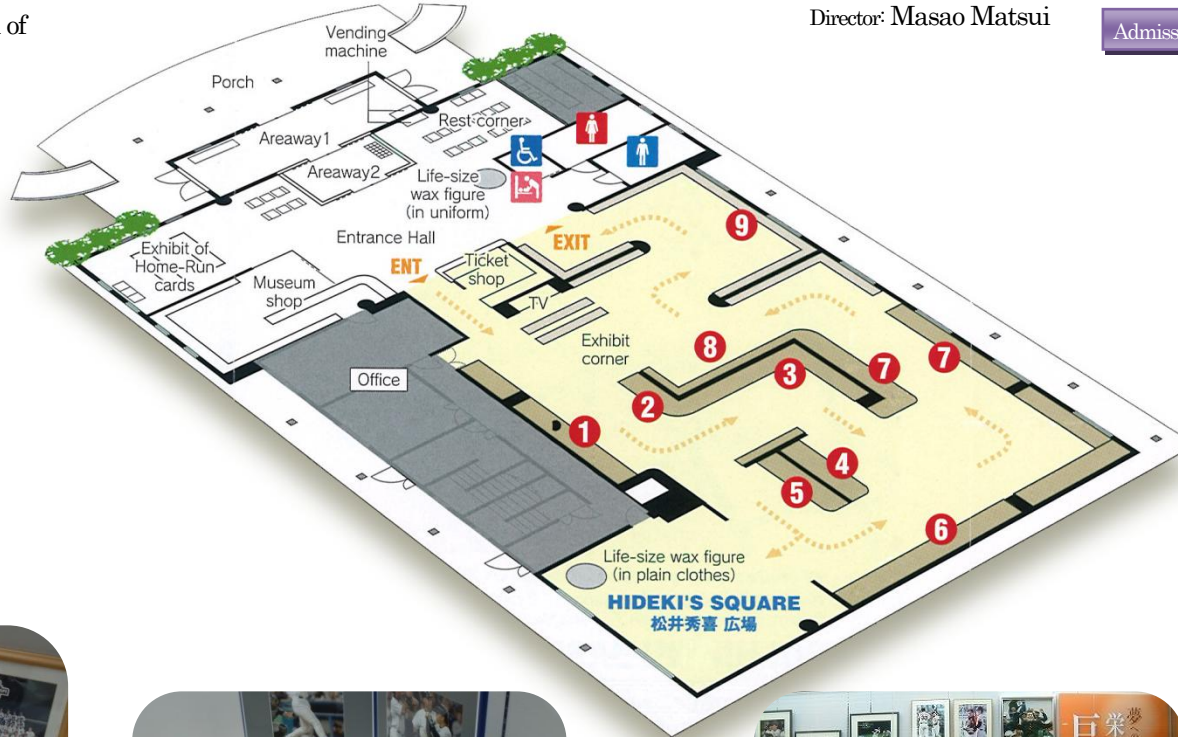 of
Director: Masao Matsui
Vending
machine
Porch
Rest corner
Areaway1
Areaway2
Life-size
wax figure
(in uniform)
Entrance Hall
EXIT
ENT
Ticket
shop
Exhibit of
Home-Run
cards
Museum
shop
TV
Exhibit
corner
Office
9
8
7
7
3
2
1
4
5
6
Life-size wax figure
(in plain clothes)
HIDEKI'S SQUARE
松井秀喜 広場
巨
栄
夢